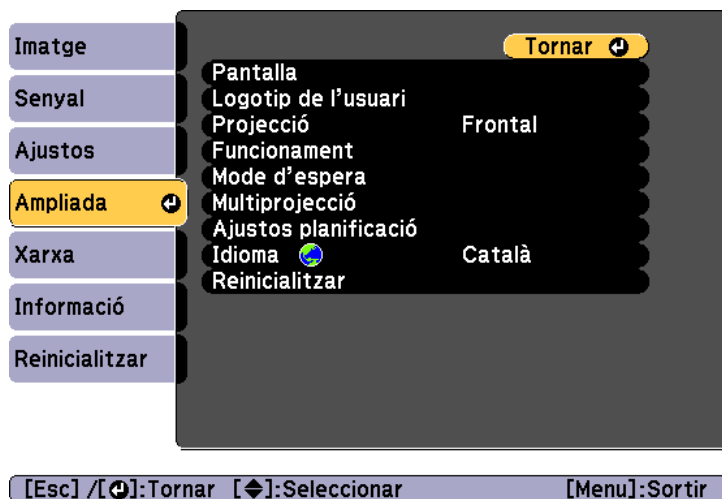 Imatge
Senyal
Ajustos
Ampliada
Xarxa
Informació
Reinicialitzar
Tornar
Pantalla
Logotip de l'usuari
Projecció Frontal
Funcionament
Mode d'espera
Multiprojecció
Ajustos planificació
Idioma Català
Reinicialitzar
[Esc] /[⏎]:Tornar [◆]:Seleccionar [Menu]:Sortir